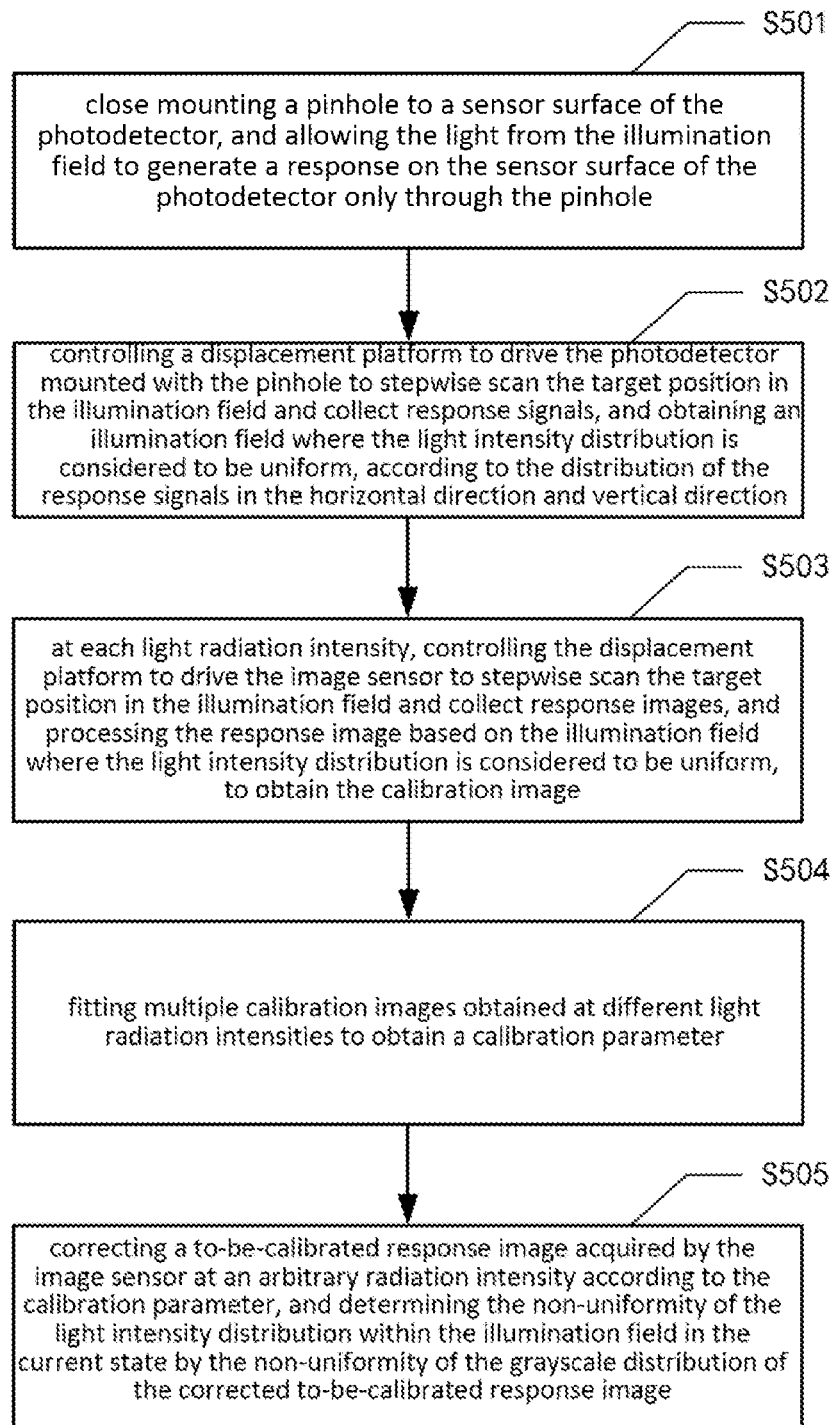 S501
close mounting a pinhole to a sensor surface of the
photodetector, and allowing the light from the illumination
field to generate a response on the sensor surface of the
photodetector only through the pinhole
S502
controlling a displacement platform to drive the photodetector
mounted with the pinhole to stepwise scan the target position in
the illumination field and collect response signals, and obtaining an
illumination field where the light intensity distribution is
considered to be uniform, according to the distribution of the
response signals in the horizontal direction and vertical direction
S503
at each light radiation intensity, controlling the displacement
platform to drive the image sensor to stepwise scan the target
position in the illumination field and collect response images, and
processing the response image based on the illumination field
where the light intensity distribution is considered to be uniform,
to obtain the calibration image
S504
fitting multiple calibration images obtained at different light
radiation intensities to obtain a calibration parameter
S505
correcting a to-be-calibrated response image acquired by the
image sensor at an arbitrary radiation intensity according to the
calibration parameter, and determining the non-uniformity of the
light intensity distribution within the illumination field in the
current state by the non-uniformity of the grayscale distribution of
the corrected to-be-calibrated response image